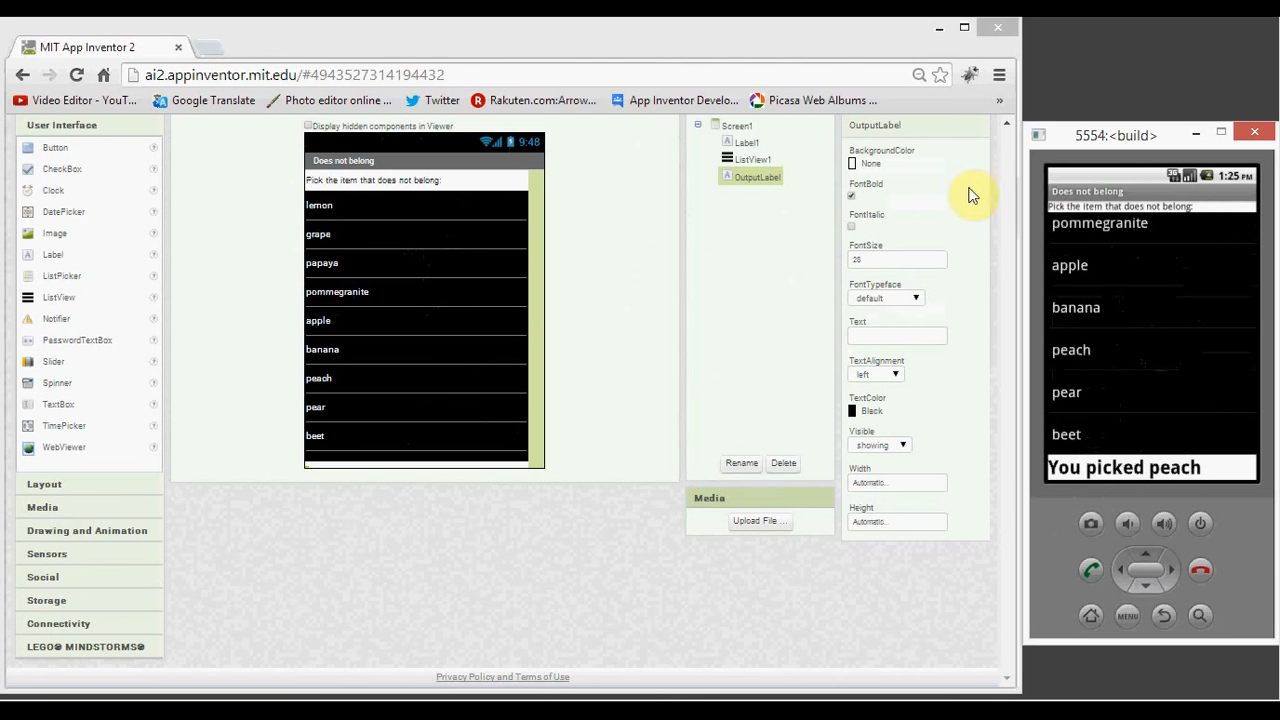 MIT App Inventor 2
ai2.appinventor.mit.edu/#4943527314194432
Video Editor - YouT...
Google Translate
Photo editor online ...
Twitter
Rakuten.com:Arrow...
App Inventor Develo...
Picasa Web Albums ...
»
User Interface
Button
CheckBox
Clock
DatePicker
Image
Label
ListPicker
ListView
Notifier
PasswordTextBox
Slider
Spinner
TextBox
TimePicker
WebViewer
Layout
Media
Drawing and Animation
Sensors
Social
Storage
Connectivity
LEGO® MINDSTORMS®
Display hidden components in Viewer
9:48
Does not belong
Pick the item that does not belong:
lemon
grape
papaya
pommegranite
apple
banana
peach
pear
beet
Screen1
Label1
ListView1
OutputLabel
Rename
Delete
Media
Upload File ...
OutputLabel
BackgroundColor
None
FontBold
FontItalic
FontSize
28
FontTypeface
default
Text
TextAlignment
left
TextColor
Black
Visible
showing
Width
Automatic...
Height
Automatic...
Privacy Policy and Terms of Use
5554:<build>
3G
1:25 PM
Does not belong
Pick the item that does not belong:
pommegranite
apple
banana
peach
pear
beet
You picked peach
MENU